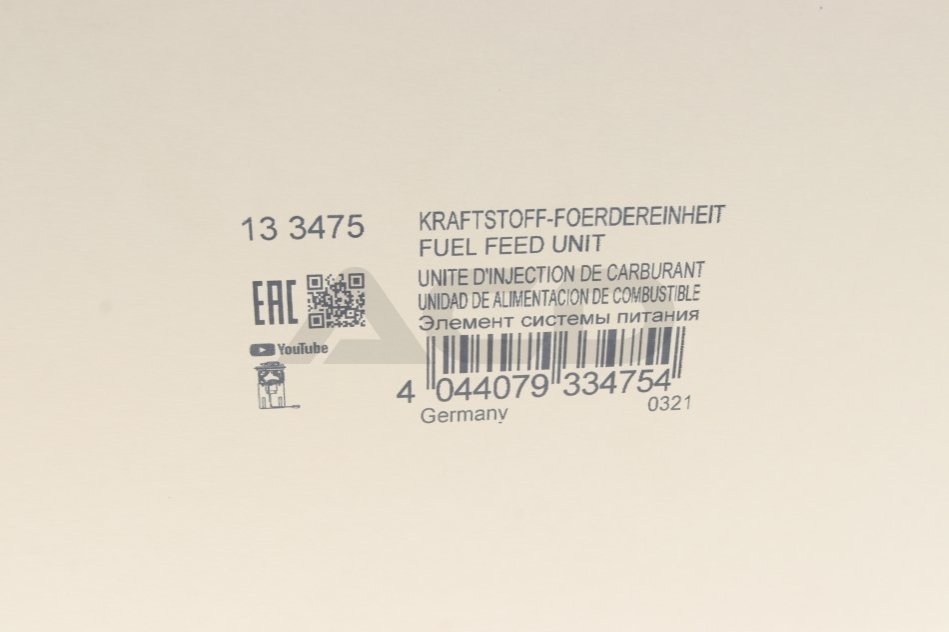 13 3475
KRAFTSTOFF-FOERDEREINHEIT
FUEL FEED UNIT
UNITE D'INJECTION DE CARBURANT
UNIDAD DE ALIMENTACION DE COMBUSTIBLE
Элемент системы питания
EAC
YouTube
4 044079 334754
Germany
0321